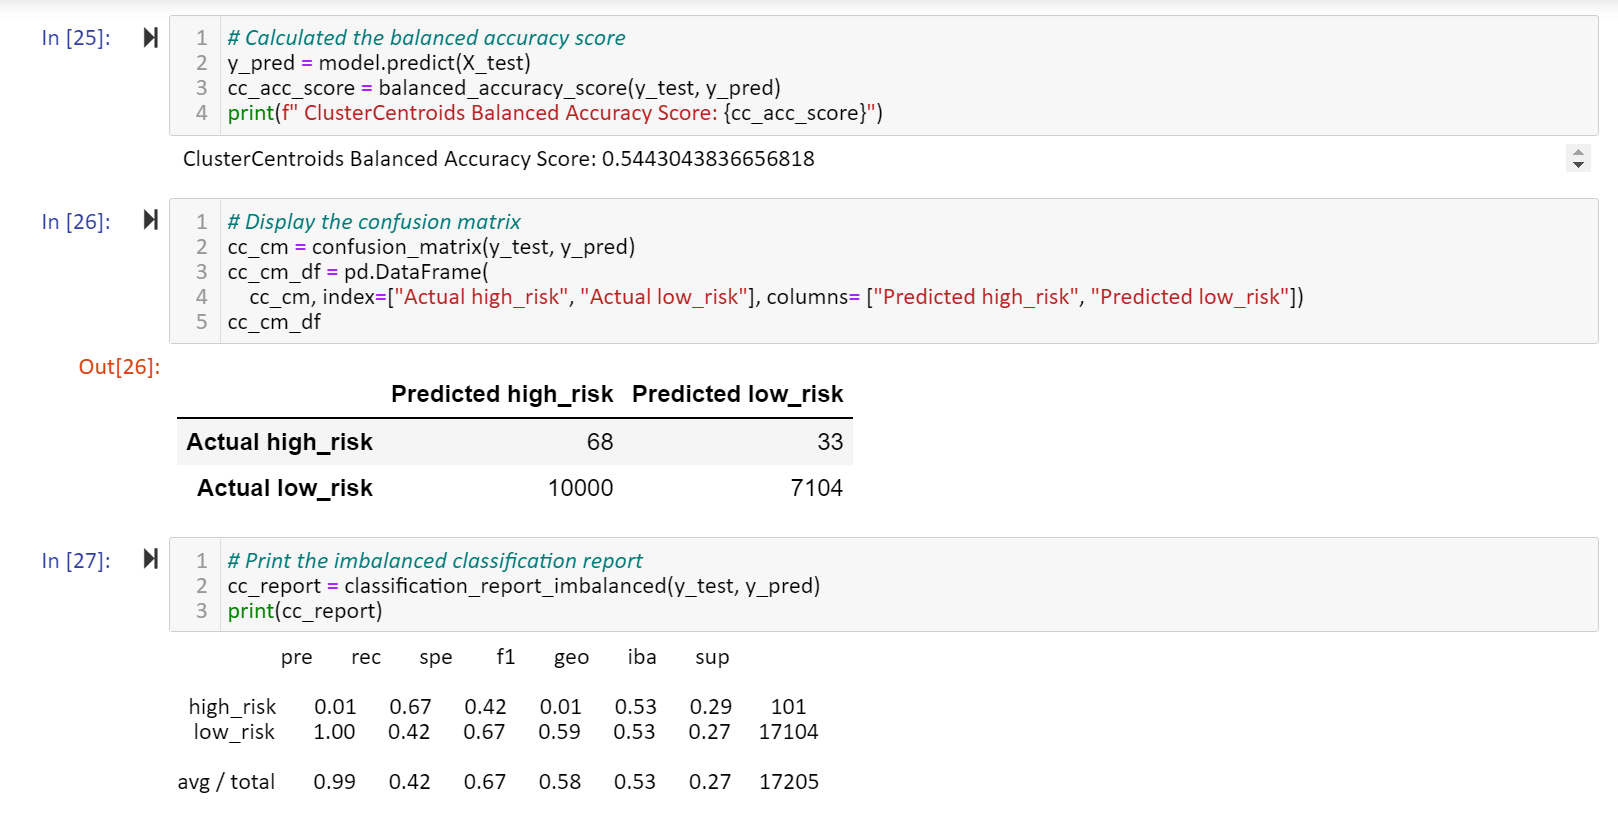 In [25]:
1 # Calculated the balanced accuracy score
2 y_pred = model.predict(X_test)
3 cc_acc_score = balanced_accuracy_score(y_test, y_pred)
4 print(f" ClusterCentroids Balanced Accuracy Score: {cc_acc_score}")
ClusterCentroids Balanced Accuracy Score: 0.5443043836656818
In [26]:
1 # Display the confusion matrix
2 cc_cm = confusion_matrix(y_test, y_pred)
3 cc_cm_df = pd.DataFrame(
4 cc_cm, index=["Actual high_risk", "Actual low_risk"], columns= ["Predicted high_risk", "Predicted low_risk"])
5 cc_cm_df
Out[26]:
Predicted high_risk Predicted low_risk
Actual high_risk 68 33
Actual low_risk 10000 7104
In [27]:
1 # Print the imbalanced classification report
2 cc_report = classification_report_imbalanced(y_test, y_pred)
3 print(cc_report)
pre rec spe f1 geo iba sup
high_risk 0.01 0.67 0.42 0.01 0.53 0.29 101
low_risk 1.00 0.42 0.67 0.59 0.53 0.27 17104
avg / total 0.99 0.42 0.67 0.58 0.53 0.27 17205